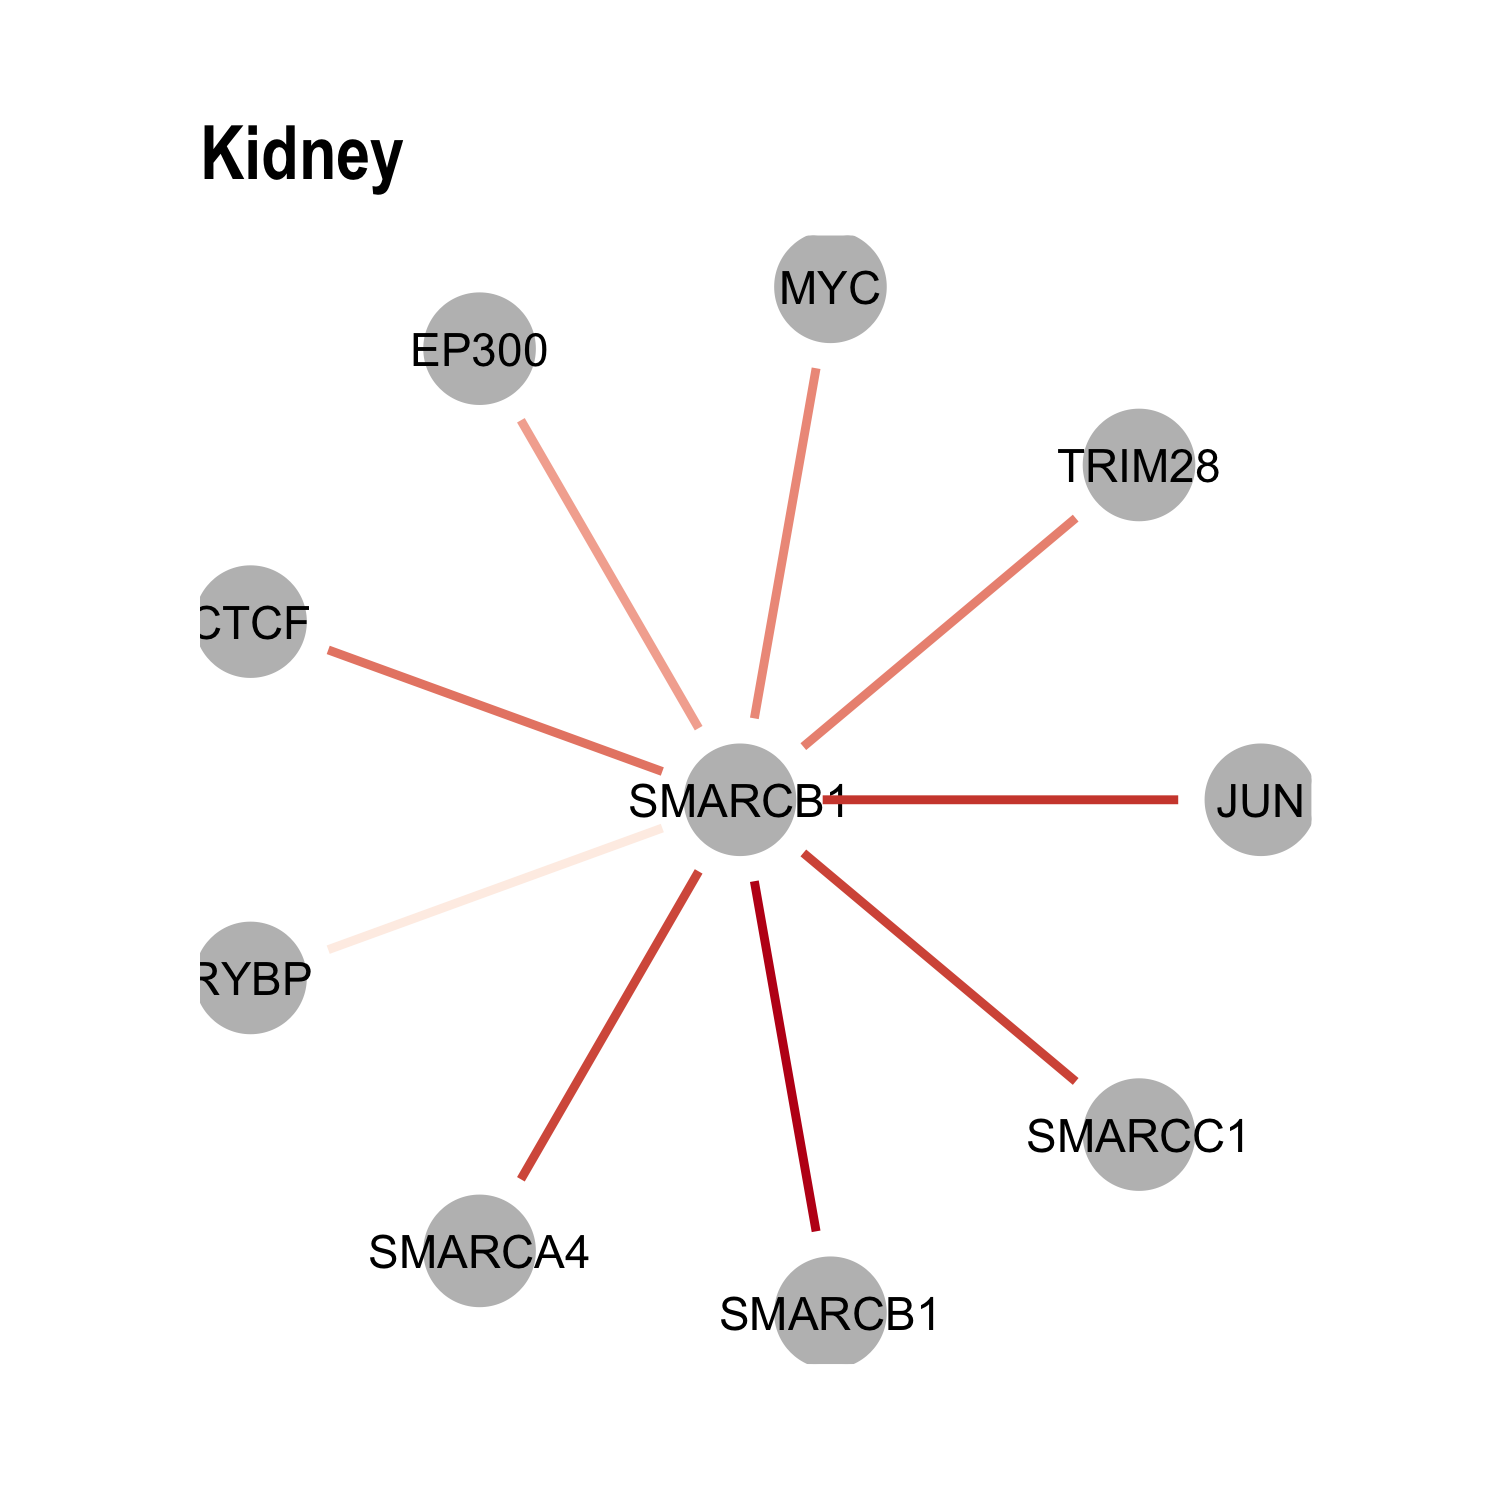 Kidney
MYC
EP300
TRIM28
CTCF
SMARCB1
JUN
RYBP
SMARCC1
SMARCA4
SMARCB1